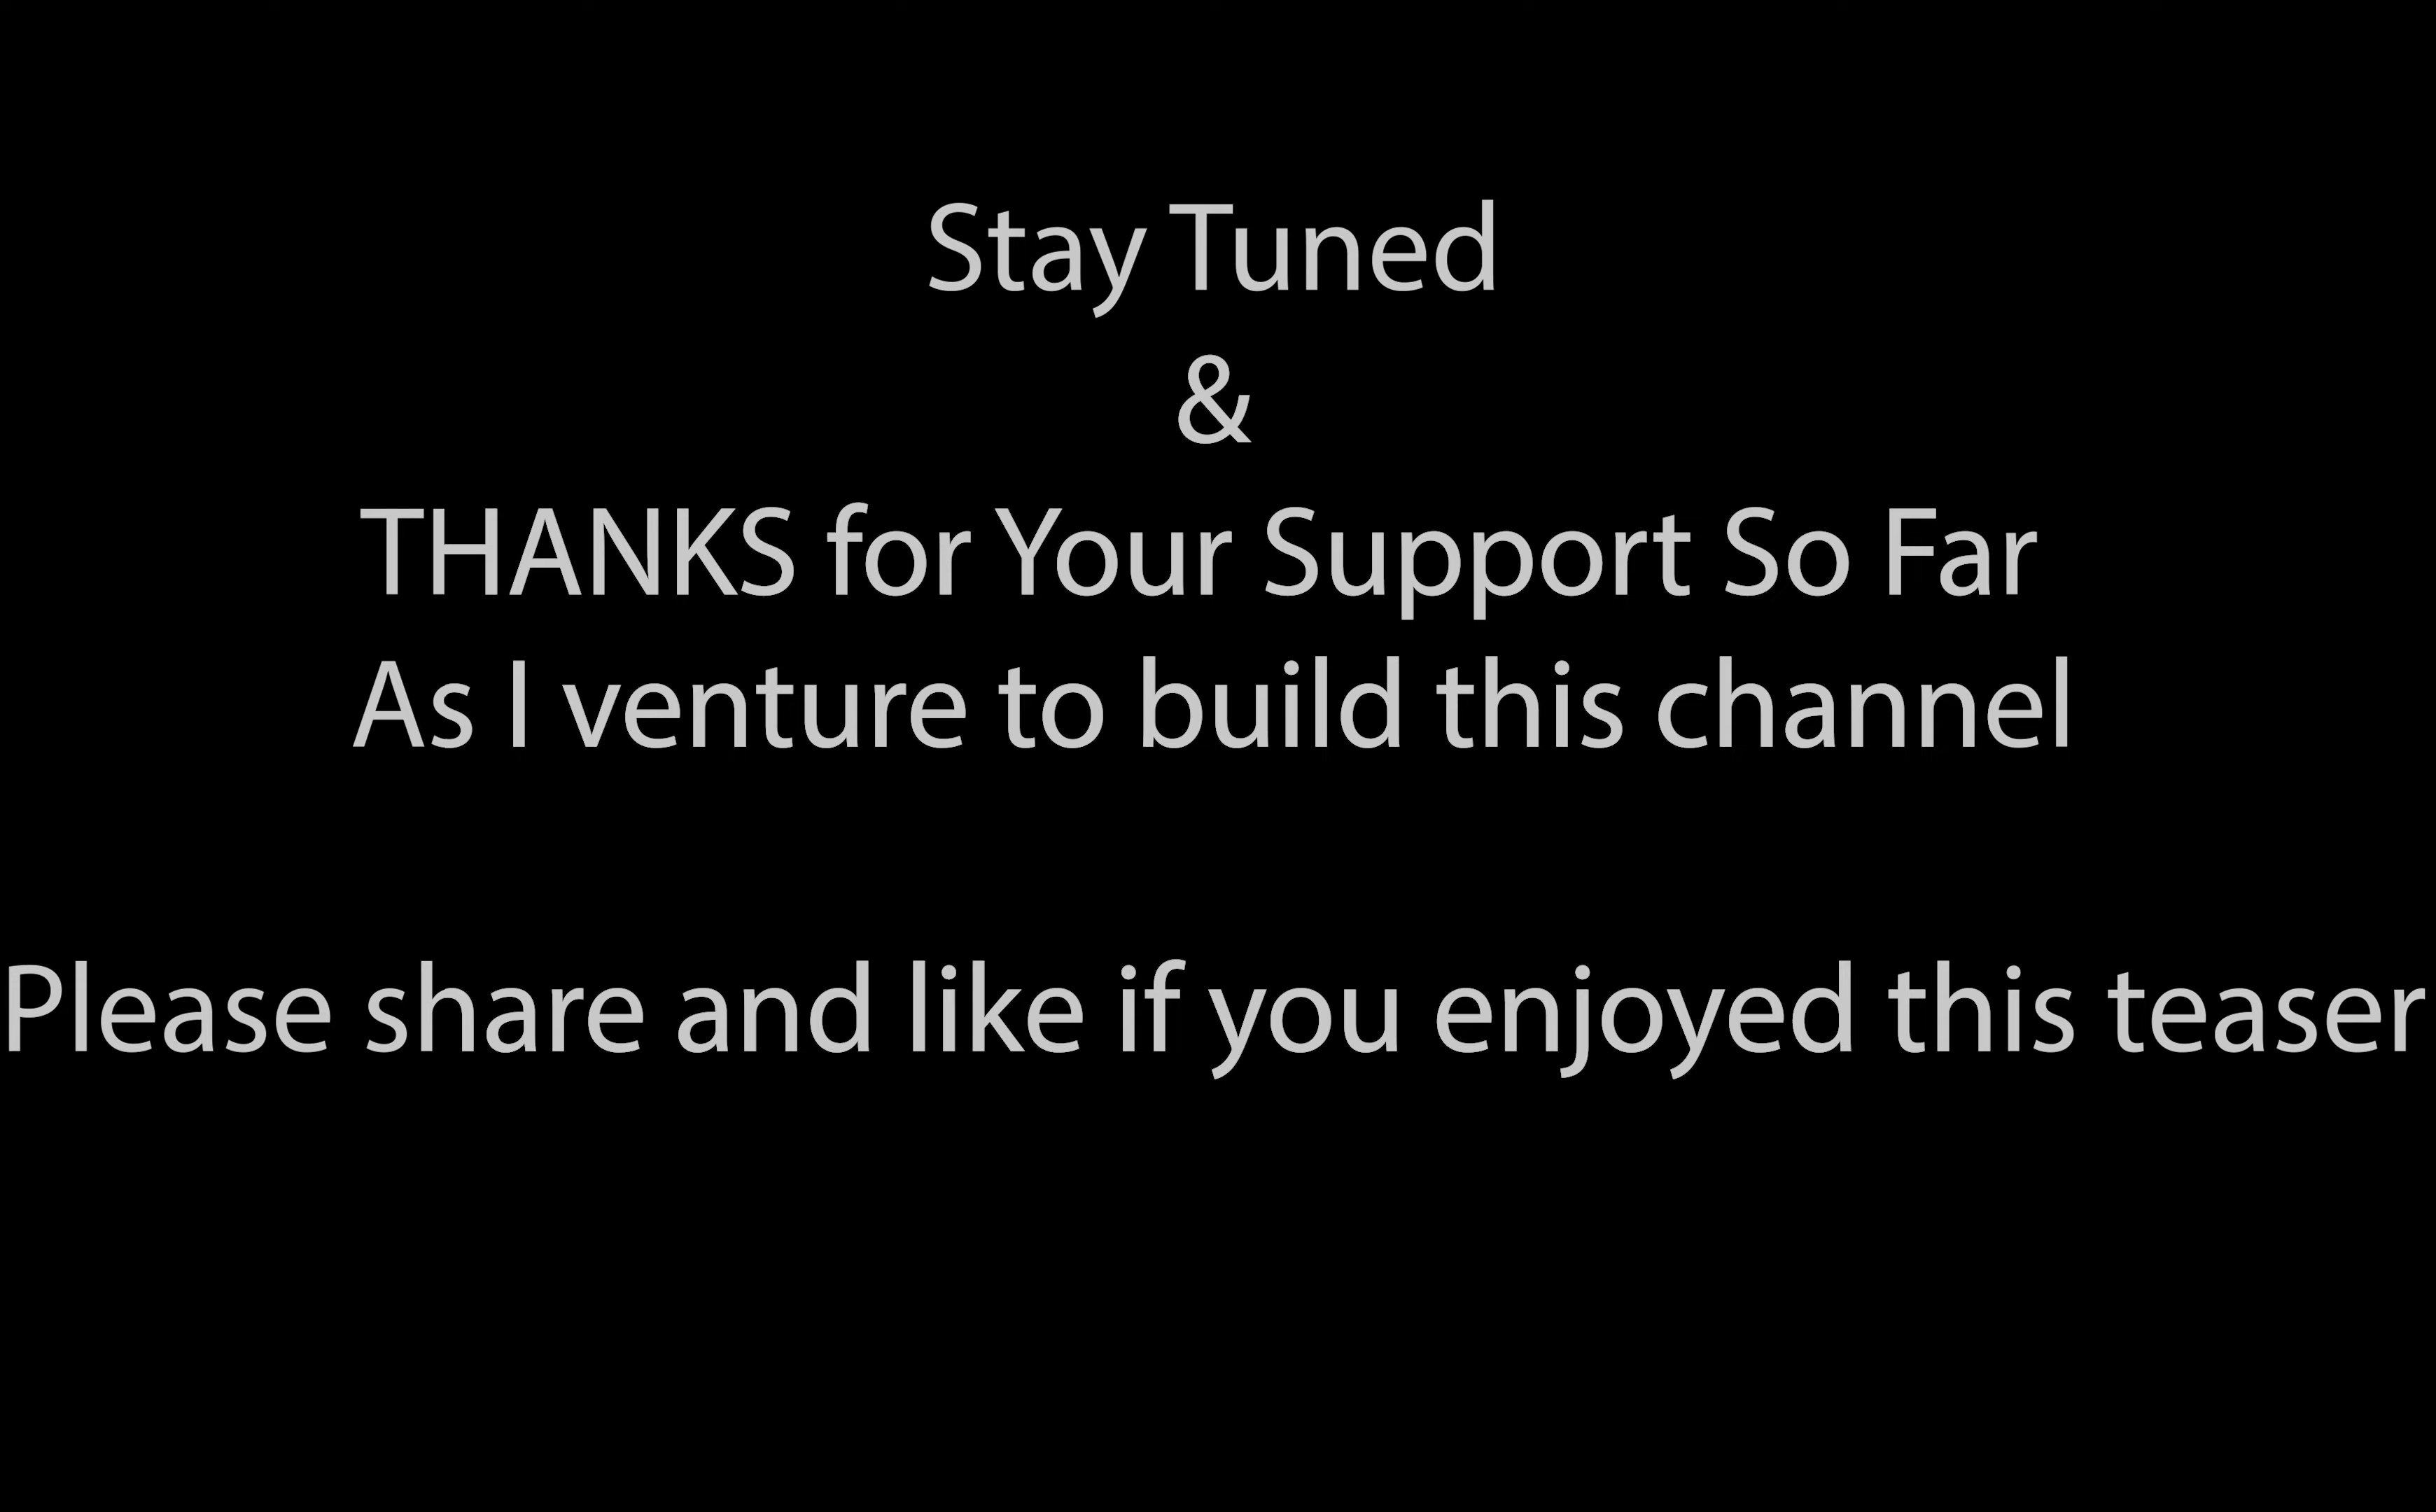 Stay Tuned
&
THANKS for Your Support So Far
As I venture to build this channel
Please share and like if you enjoyed this teaser